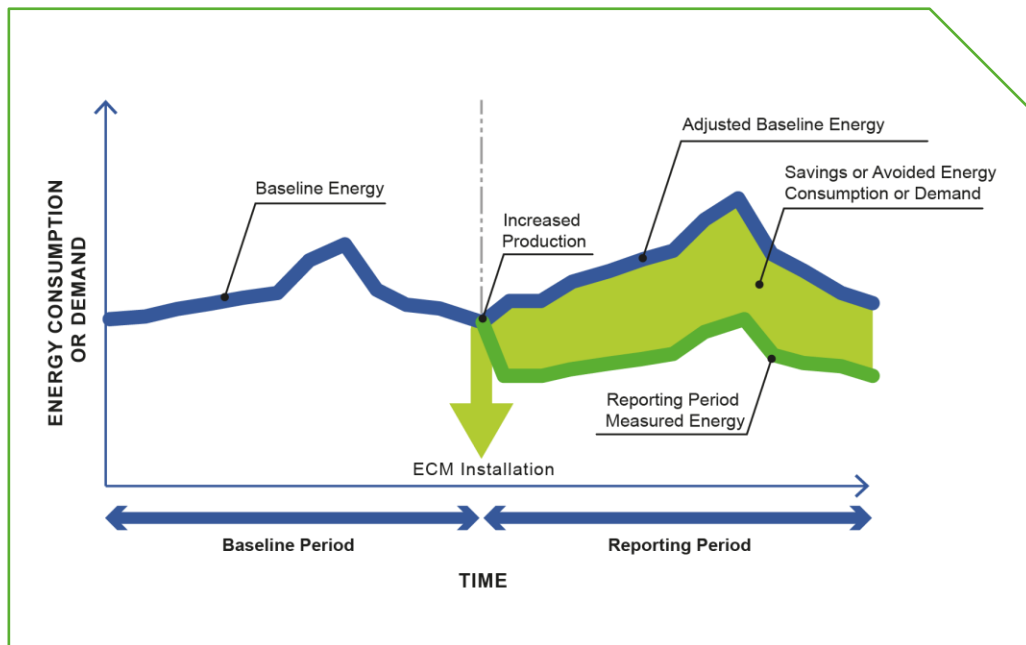 Adjusted Baseline Energy
Savings or Avoided Energy
Consumption or Demand
Baseline Energy
Increased
Production
ENERGY CONSUMPTION
OR DEMAND
Reporting Period
Measured Energy
ECM Installation
Baseline Period
Reporting Period
TIME